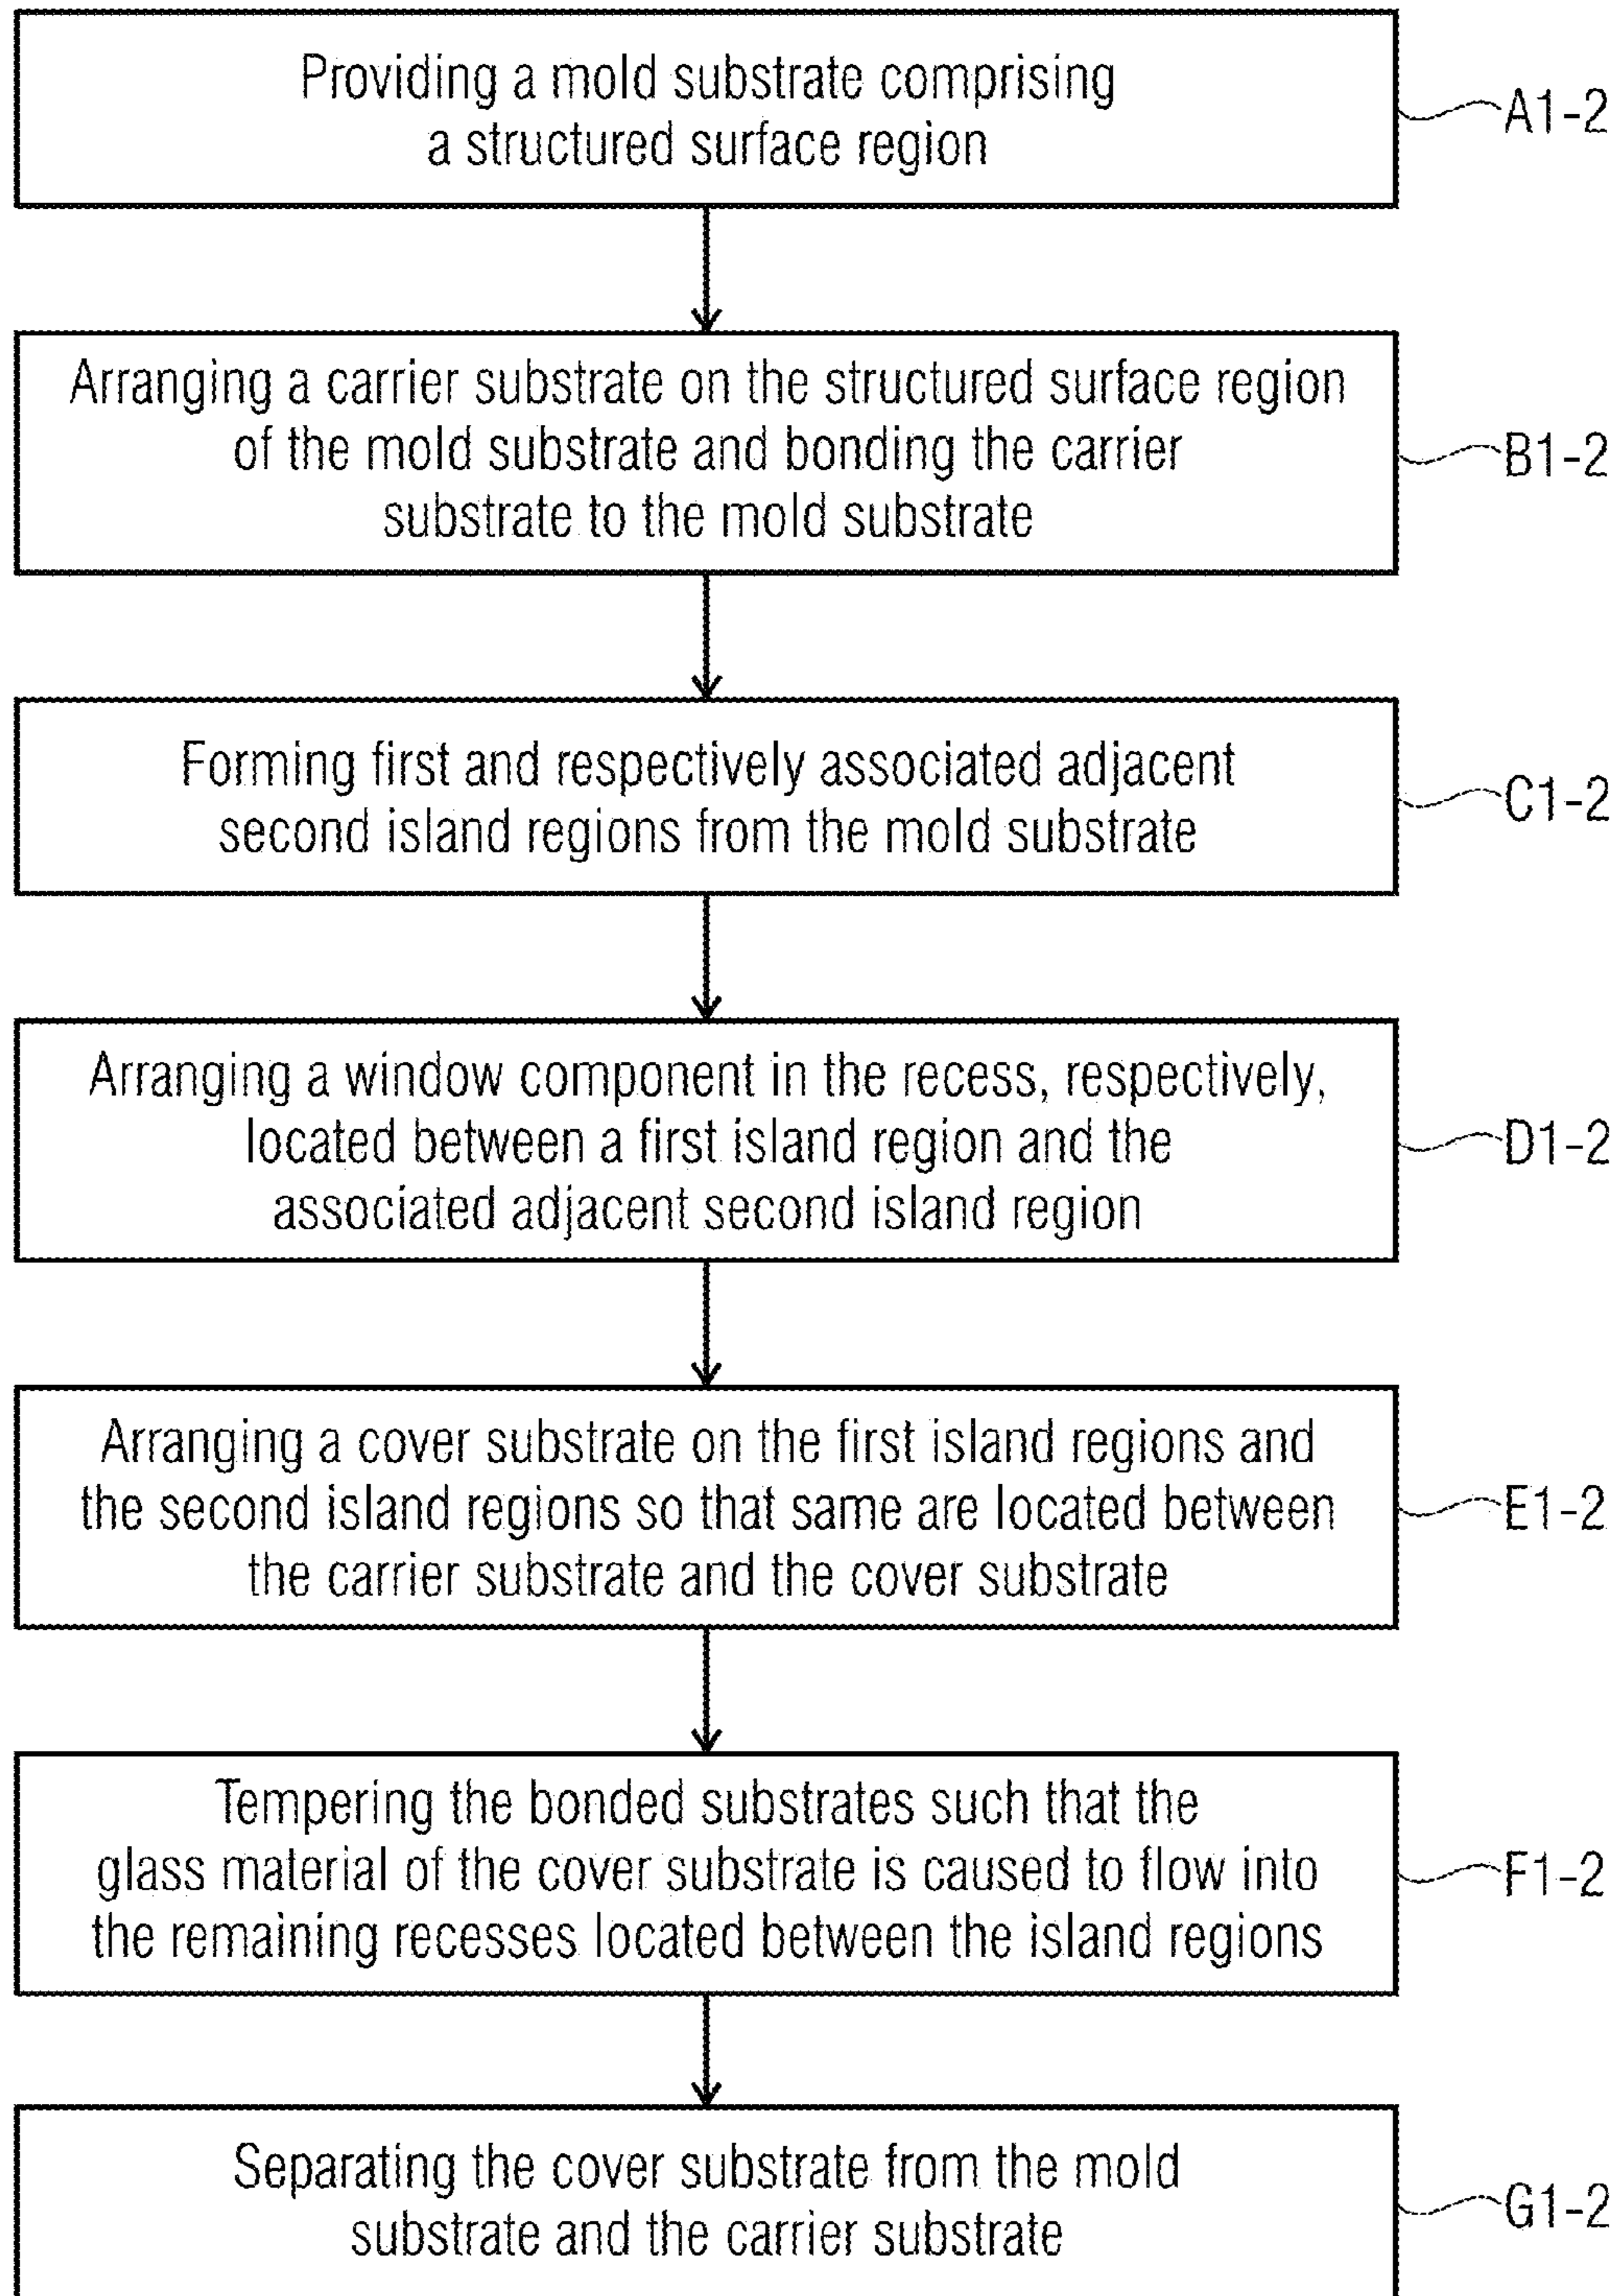 Providing a mold substrate comprising
a structured surface region
A1-2
Arranging a carrier substrate on the structured surface region
of the mold substrate and bonding the carrier
substrate to the mold substrate
B1-2
Forming first and respectively associated adjacent
second island regions from the mold substrate
C1-2
Arranging a window component in the recess, respectively,
located between a first island region and the
associated adjacent second island region
D1-2
Arranging a cover substrate on the first island regions and
the second island regions so that same are located between
the carrier substrate and the cover substrate
E1-2
Tempering the bonded substrates such that the
glass material of the cover substrate is caused to flow into
the remaining recesses located between the island regions
F1-2
Separating the cover substrate from the mold
substrate and the carrier substrate
G1-2